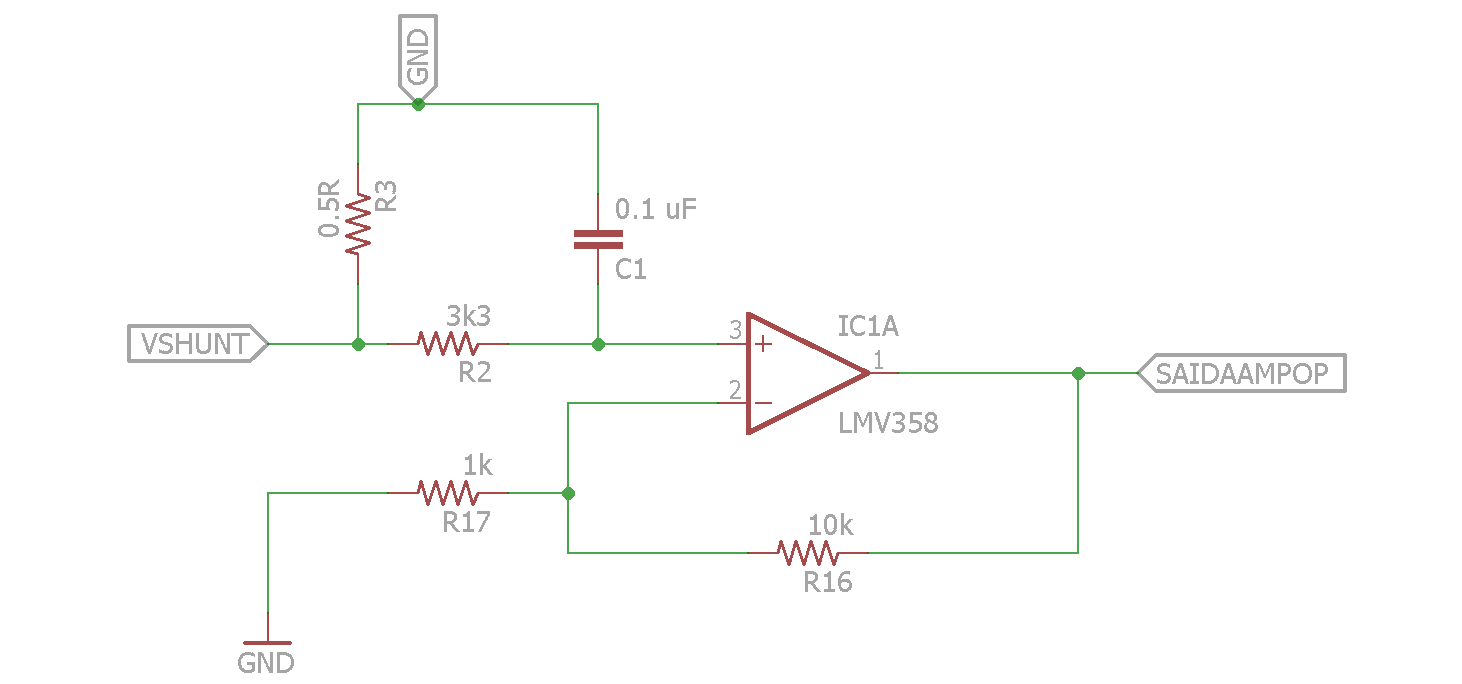 GND
0.5R
R3
0.1 uF
C1
VSHUNT
3k3
R2
3
2
1
IC1A
LMV358
SAIDAAMPOP
1k
R17
10k
R16
GND